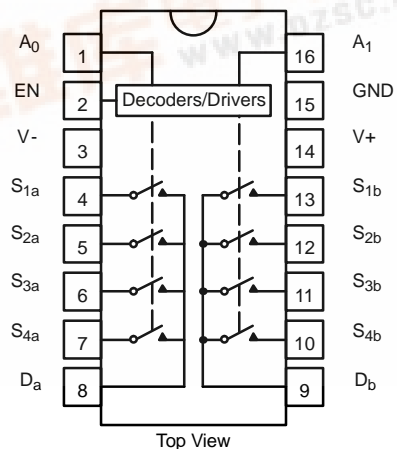 A0 1 16 A1
EN 2 Decoders/Drivers 15 GND
V- 3 14 V+
S1a 4 13 S1b
S2a 5 12 S2b
S3a 6 11 S3b
S4a 7 10 S4b
Da 8 9 Db
Top View